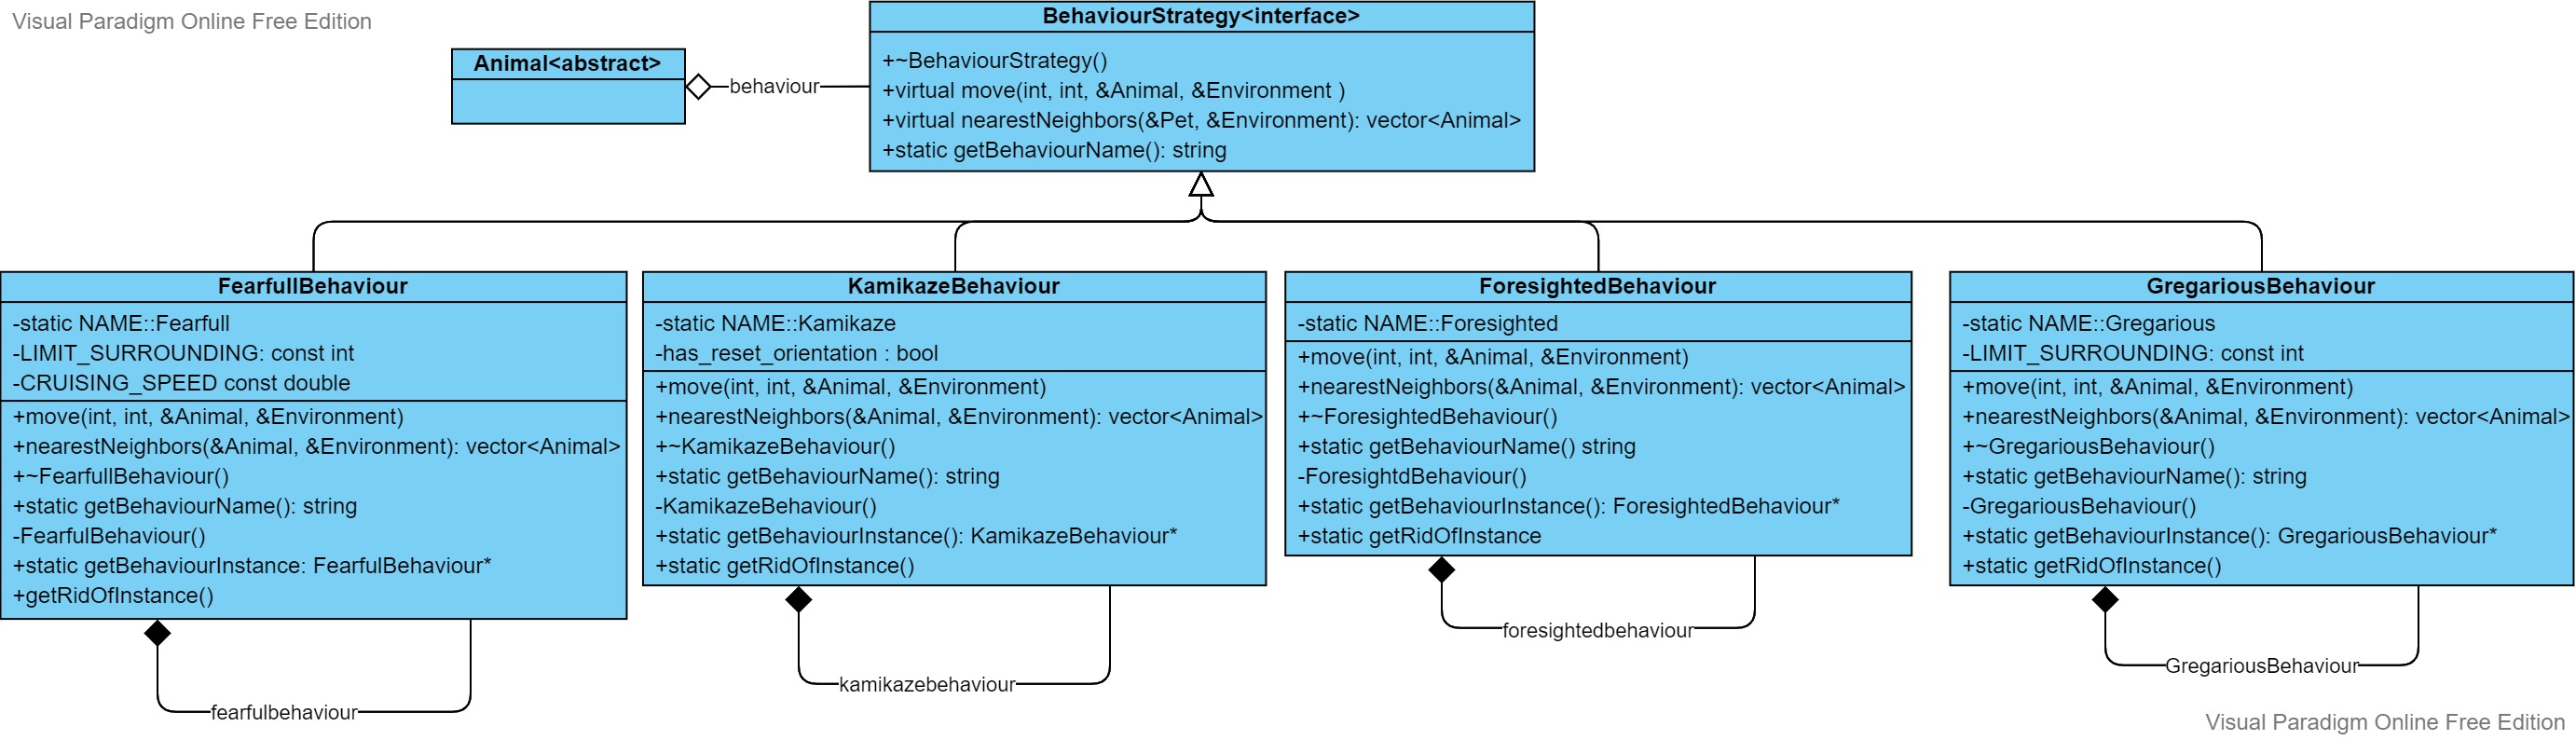 Visual Paradigm Online Free Edition
BehaviourStrategy<interface>
+~BehaviourStrategy()
+virtual move(int, int, &Animal, &Environment )
+virtual nearestNeighbors(&Pet, &Environment): vector<Animal>
+static getBehaviourName(): string
Animal<abstract>
behaviour
FearfullBehaviour
-static NAME::Fearfull
-LIMIT_SURROUNDING: const int
-CRUISING_SPEED const double
+move(int, int, &Animal, &Environment)
+nearestNeighbors(&Animal, &Environment): vector<Animal>
+~FearfullBehaviour()
+static getBehaviourName(): string
-FearfulBehaviour()
+static getBehaviourInstance: FearfulBehaviour*
+getRidOfInstance()
fearfulbehaviour
KamikazeBehaviour
-static NAME::Kamikaze
-has_reset_orientation : bool
+move(int, int, &Animal, &Environment)
+nearestNeighbors(&Animal, &Environment): vector<Animal>
+~KamikazeBehaviour()
+static getBehaviourName(): string
-KamikazeBehaviour()
+static getBehaviourInstance(): KamikazeBehaviour*
+static getRidOfInstance()
kamikazebehaviour
ForesightedBehaviour
-static NAME::Foresighted
+move(int, int, &Animal, &Environment)
+nearestNeighbors(&Animal, &Environment): vector<Animal>
+~ForesightedBehaviour()
+static getBehaviourName() string
-ForesightdBehaviour()
+static getBehaviourInstance(): ForesightedBehaviour*
+static getRidOfInstance
foresightedbehaviour
GregariousBehaviour
-static NAME::Gregarious
-LIMIT_SURROUNDING: const int
+move(int, int, &Animal, &Environment)
+nearestNeighbors(&Animal, &Environment): vector<Animal>
+~GregariousBehaviour()
+static getBehaviourName(): string
-GregariousBehaviour()
+static getBehaviourInstance(): GregariousBehaviour*
+static getRidOfInstance()
GregariousBehaviour
Visual Paradigm Online Free Edition